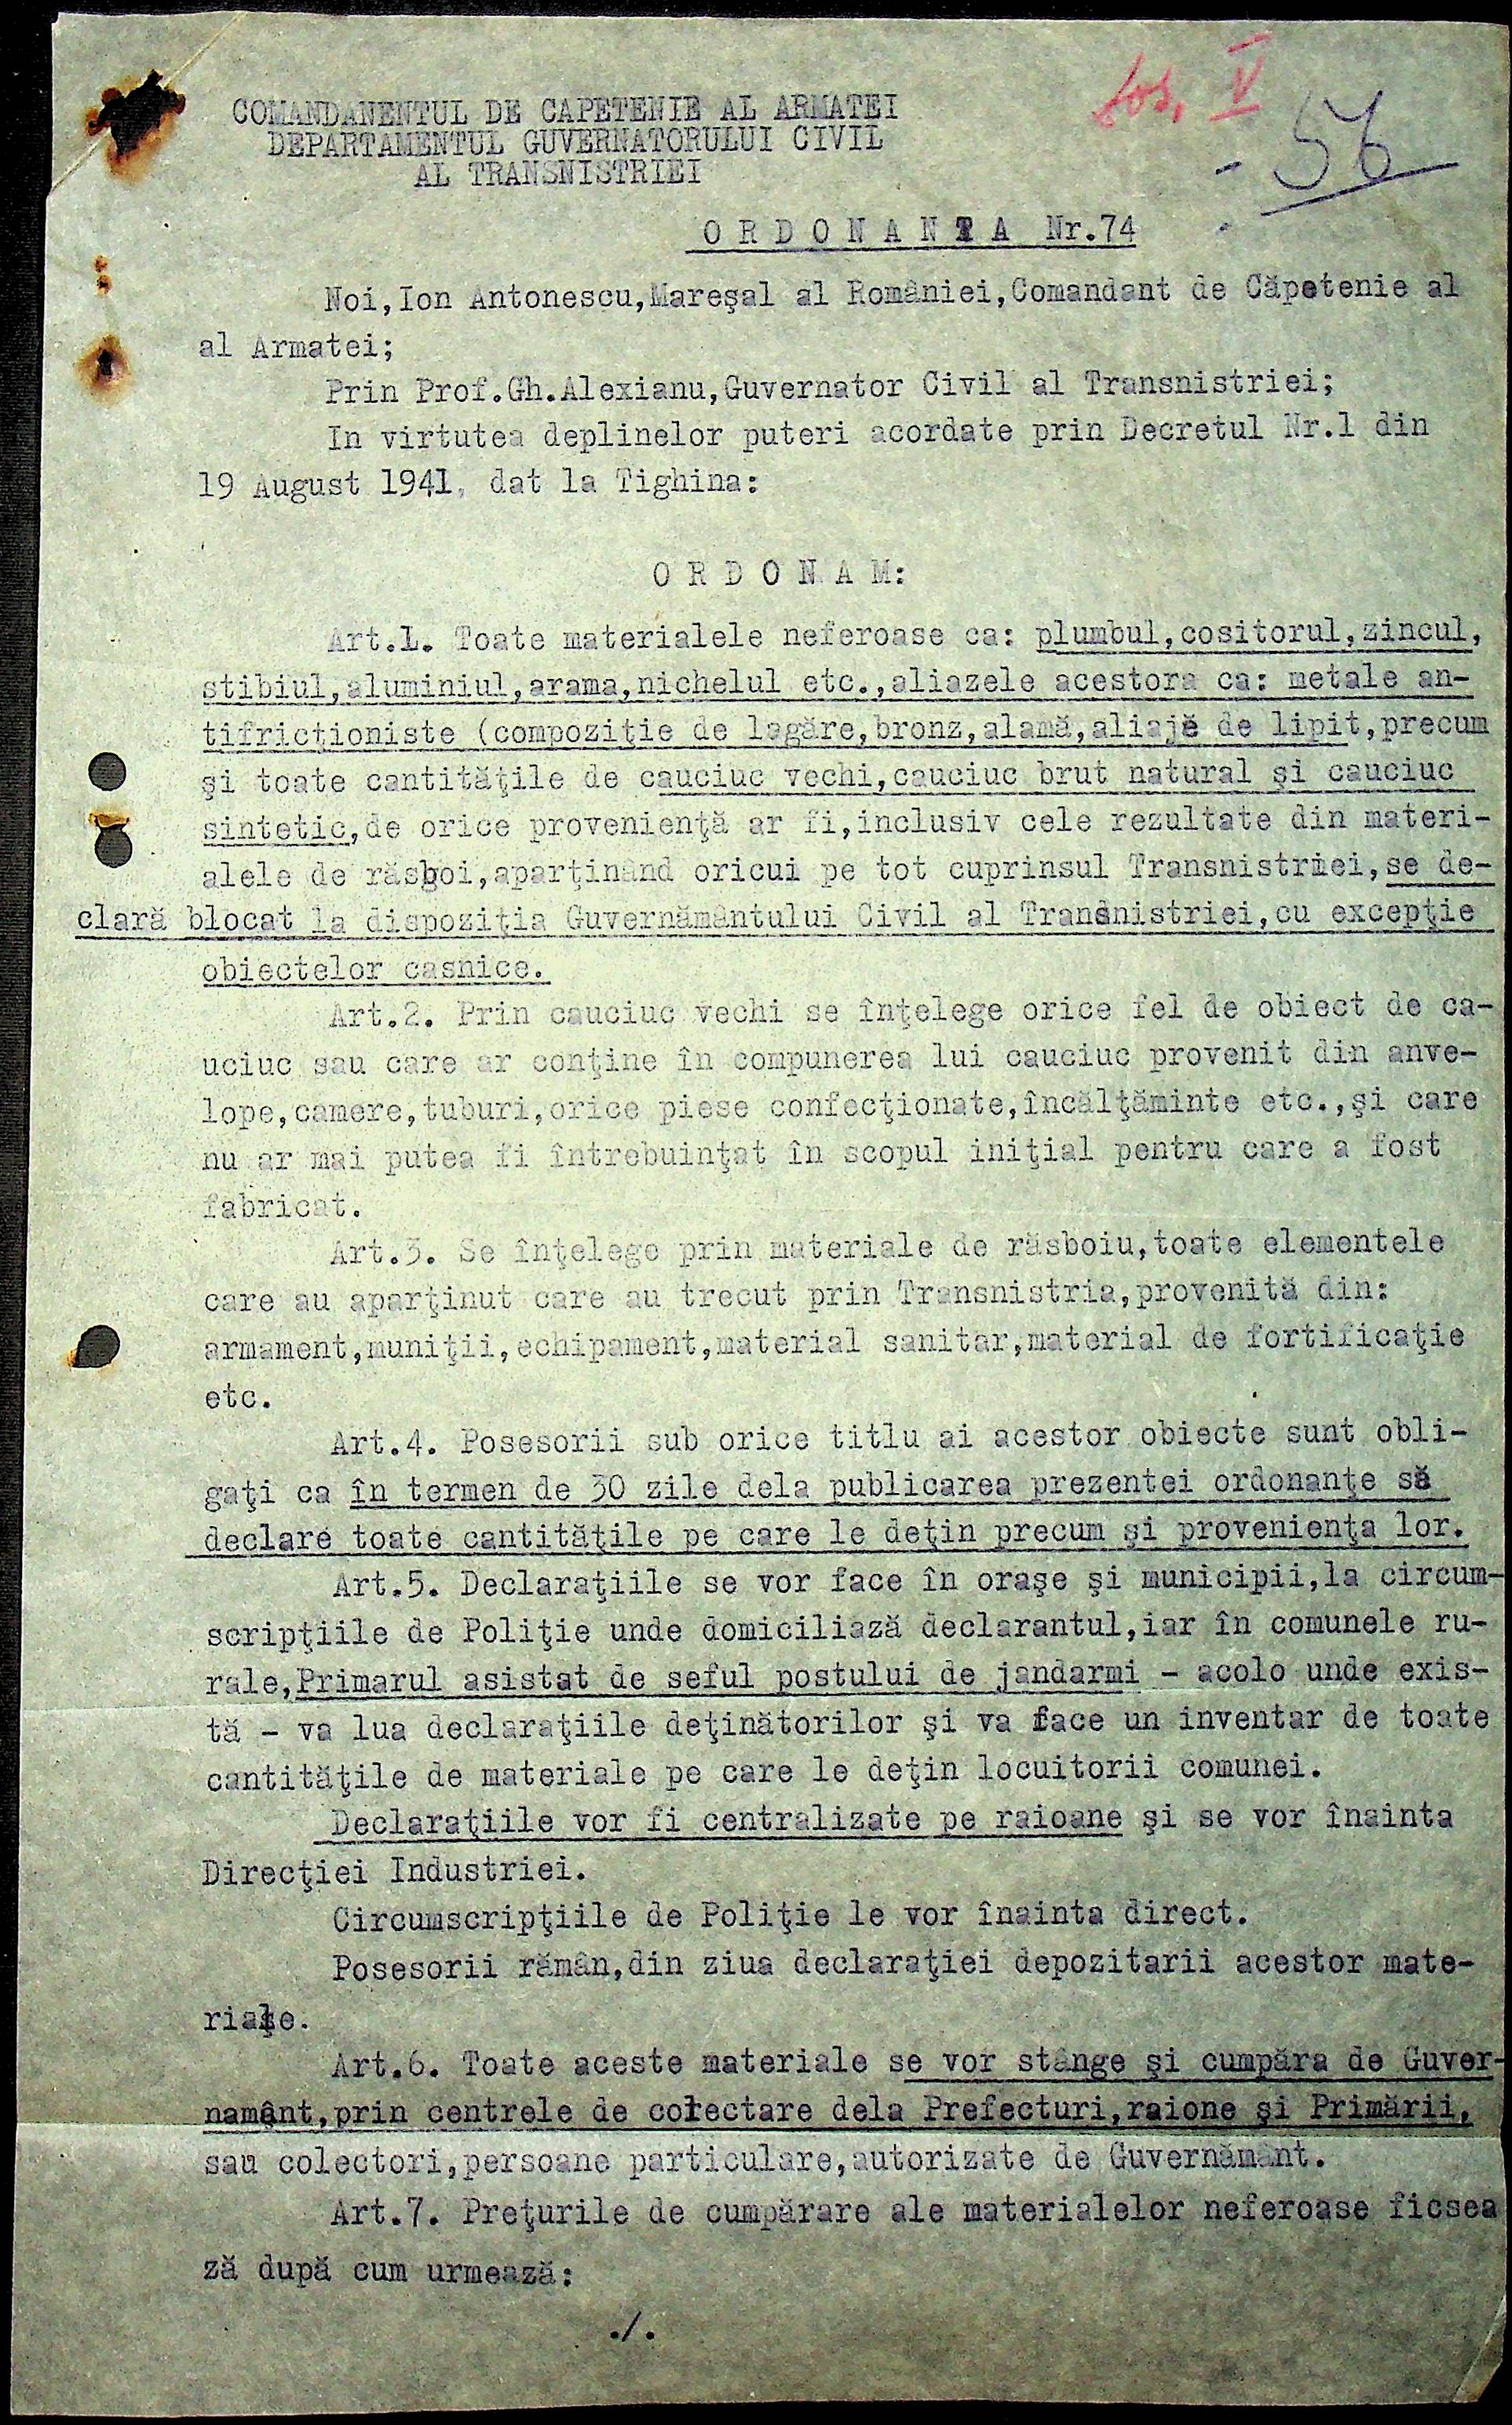 COMANDANENTUL DE CAPETENIE AL ARMATEI
DEPARTAMENTUL GUVERNATORULUI CIVIL
AL TRANSNISTRIEI
V
- 56
O R D O N A N T A Nr.74
Noi,Ion Antonescu,Mareşal al României,Comandant de Căpetenie al
al Armatei;
Prin Prof.Gh.Alexianu,Guvernator Civil al Transnistriei;
In virtutea deplinelor puteri acordate prin Decretul Nr.1 din
19 August 1941, dat la Tighina:
O R D O N A M:
Art.1. Toate materialele neferoase ca: plumbul,cositorul,zincul,
stibiul,aluminiul,arama,nichelul etc.,aliazele acestora ca: metale an-
tifricţioniste (compoziţie de lagăre,bronz,alamă,aliaje de lipit,precum
şi toate cantităţile de cauciuc vechi,cauciuc brut natural şi cauciuc
sintetic,de orice provenienţă ar fi,inclusiv cele rezultate din materi-
alele de răsboi,aparţinând oricui pe tot cuprinsul Transnistriei,se de-
clară blocat la dispoziţia Guvernământului Civil al Transnistriei,cu excepţie
obiectelor casnice.
Art.2. Prin cauciuc vechi se înţelege orice fel de obiect de ca-
uciuc sau care ar conţine în compunerea lui cauciuc provenit din anve-
lope,camere,tuburi,orice piese confecţionate,încălţăminte etc.,şi care
nu ar mai putea fi întrebuinţat în scopul iniţial pentru care a fost
fabricat.
Art.3. Se înţelege prin materiale de răsboiu,toate elementele
care au aparţinut care au trecut prin Transnistria,provenită din:
armament,muniţii,echipament,material sanitar,material de fortificaţie
etc.
Art.4. Posesorii sub orice titlu ai acestor obiecte sunt obli-
gaţi ca în termen de 30 zile dela publicarea prezentei ordonanţe să
declare toate cantităţile pe care le deţin precum şi provenienţa lor.
Art.5. Declaraţiile se vor face în oraşe şi municipii,la circum-
scripţiile de Poliţie unde domiciliază declarantul,iar în comunele ru-
rale,Primarul asistat de seful postului de jandarmi - acolo unde exis-
tă - va lua declaraţiile deţinătorilor şi va face un inventar de toate
cantităţile de materiale pe care le deţin locuitorii comunei.
Declaraţiile vor fi centralizate pe raioane şi se vor înainta
Direcţiei Industriei.
Circumscripţiile de Poliţie le vor înainta direct.
Posesorii rămân,din ziua declaraţiei depozitarii acestor mate-
riale.
Art.6. Toate aceste materiale se vor stânge şi cumpăra de Guver-
namânt,prin centrele de colectare dela Prefecturi,raione şi Primării,
sau colectori,persoane particulare,autorizate de Guvernământ.
Art.7. Preţurile de cumpărare ale materialelor neferoase ficsea
ză după cum urmează:
./.